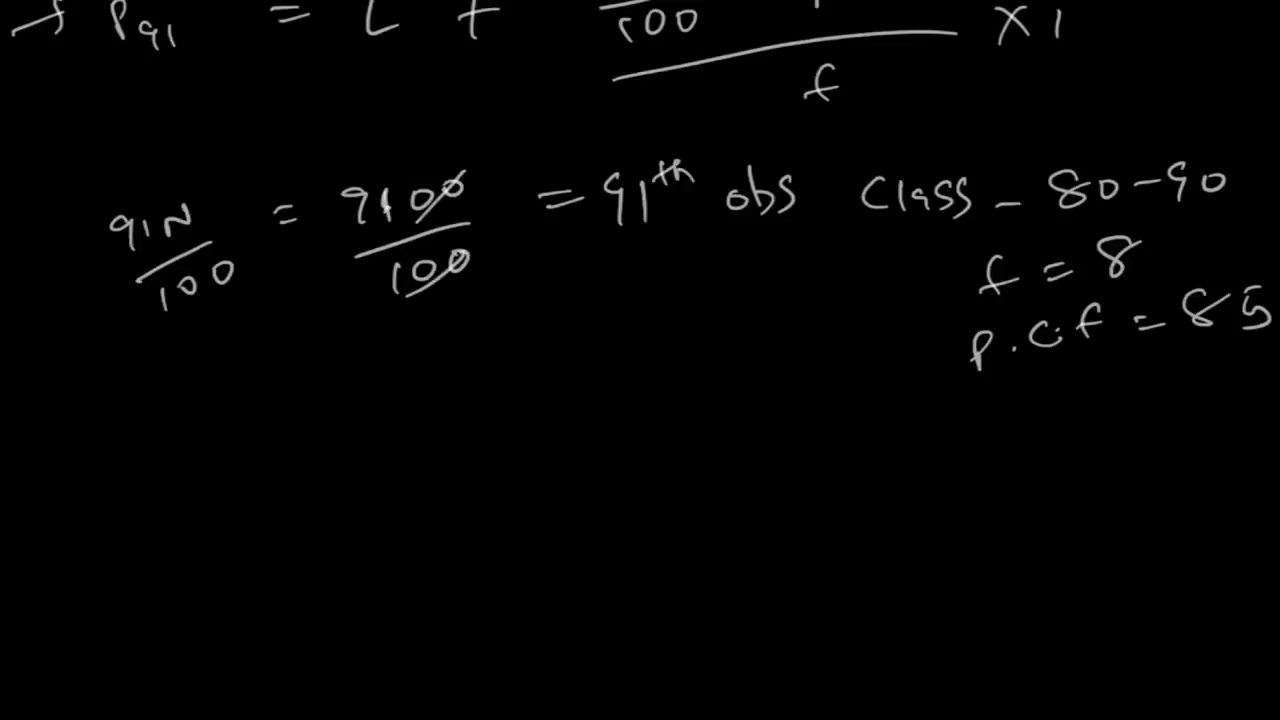 P91 = L + 100 f × i
91N/100 = 9100/100 = 91th obs Class - 80-90
f = 8
p.c.f = 85